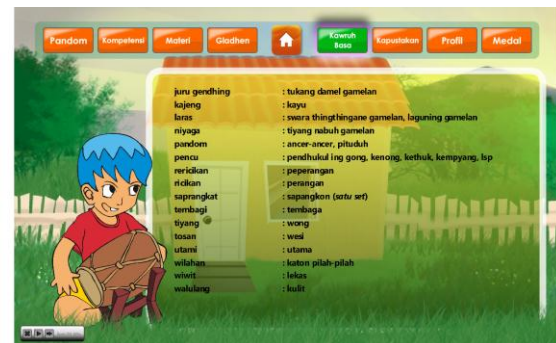 Pandom
Kompetensi
Materi
Gladhen
Kawruh
Basa
Kapustakan
Profil
Medal
juru gendhing : tukang damel gamelan
kajeng : kayu
laras : swara thingthingane gamelan, laguning gamelan
niyaga : tiyang nabuh gamelan
pandom : ancer-ancer, pituduh
pencu : pendhukul ing gong, kenong, kethuk, kempyang, lsp
rericikan : peperangan
ricikan : perangan
saprangkat : sapangkon (satu set)
tembagi : tembaga
tiyang : wong
tosan : wesi
utami : utama
wilahan : katon pilah-pilah
wiwit : lekas
walulang : kulit